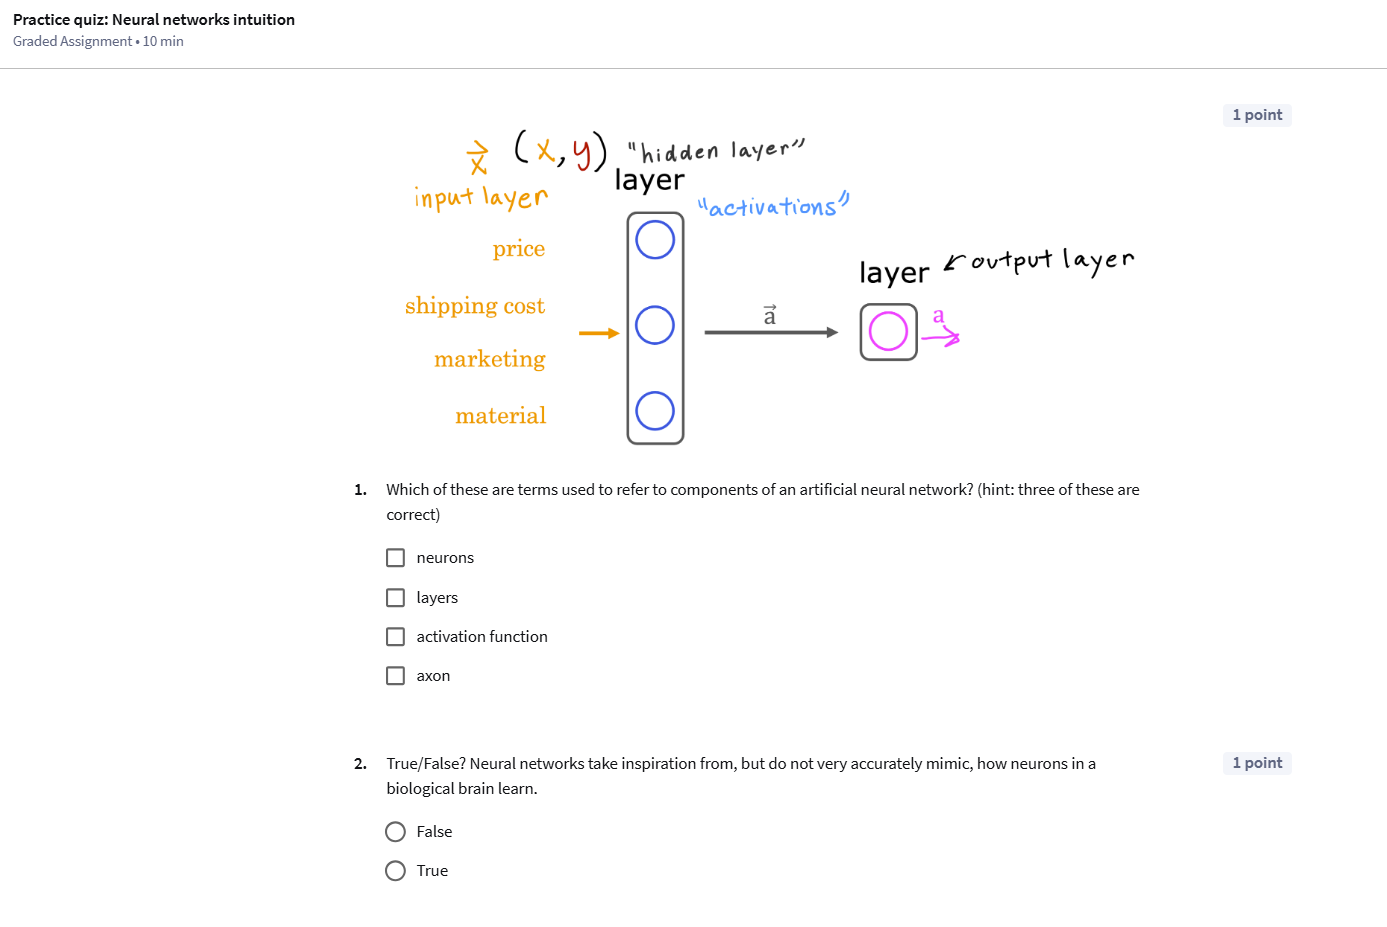 Practice quiz: Neural networks intuition
Graded Assignment • 10 min
1 point
x⃗ (x,y) "hidden layer"
layer
input layer
"activations"
price
layer output layer
shipping cost
a⃗
a
marketing
material
1. Which of these are terms used to refer to components of an artificial neural network? (hint: three of these are
correct)
neurons
layers
activation function
axon
2. True/False? Neural networks take inspiration from, but do not very accurately mimic, how neurons in a
biological brain learn.
1 point
False
True